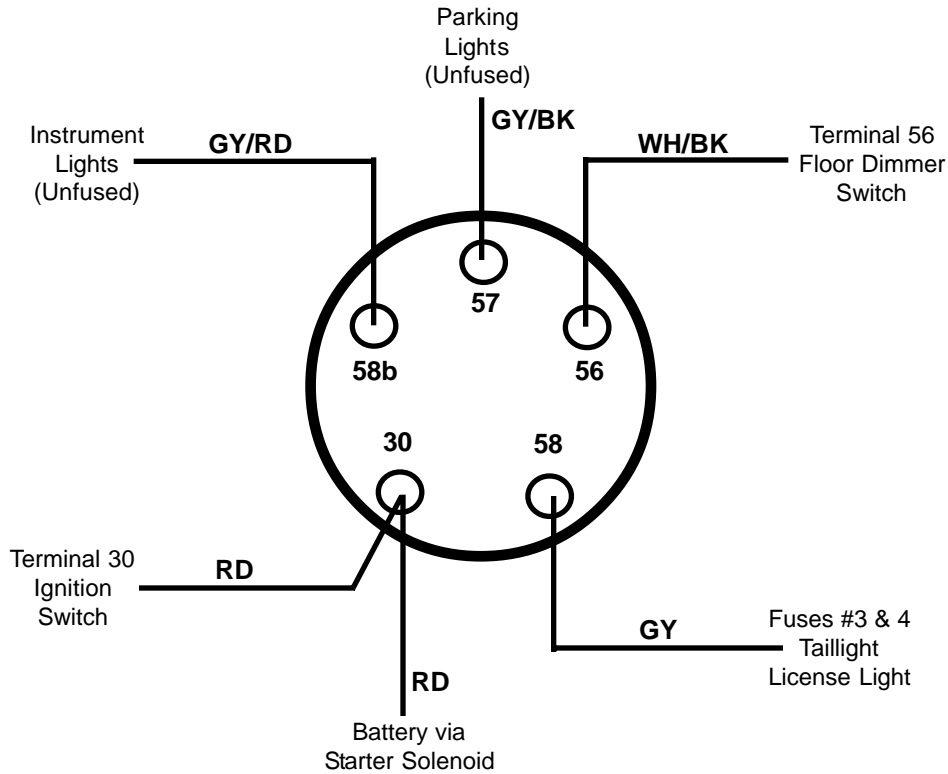 Parking
Lights
(Unfused)
GY/BK
Instrument
Lights
(Unfused)
GY/RD
WH/BK
Terminal 56
Floor Dimmer
Switch
57
58b
56
30
58
Terminal 30
Ignition
Switch
RD
GY
Fuses #3 & 4
Taillight
License Light
RD
Battery via
Starter Solenoid